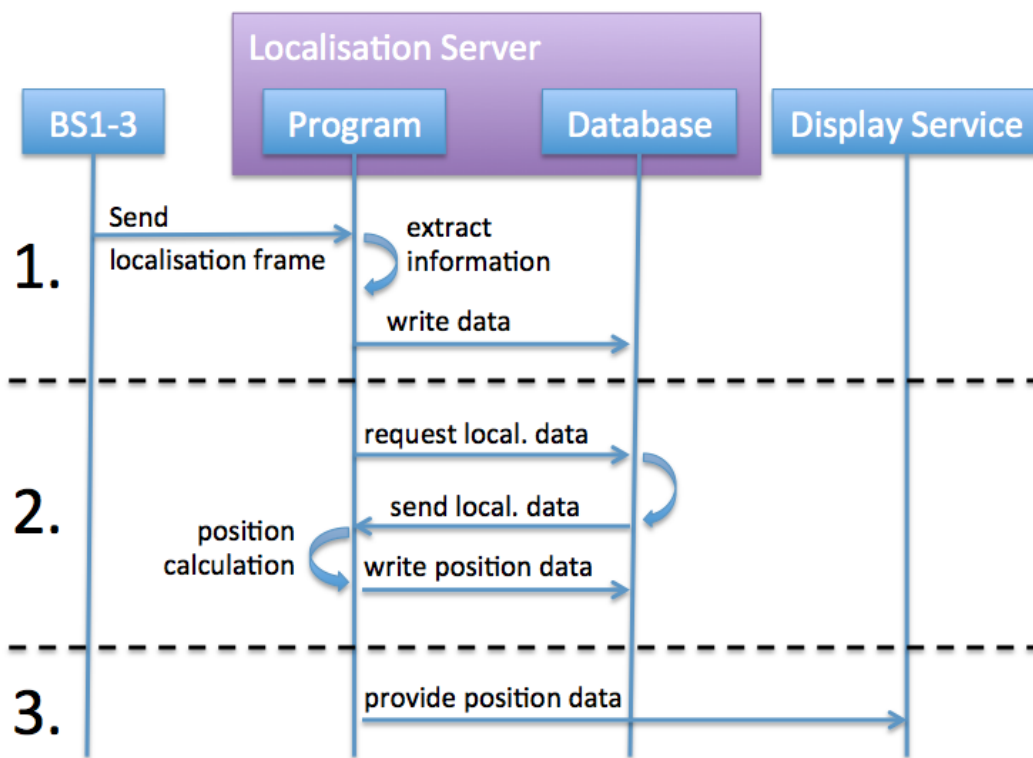 Localisation Server
BS1-3
Program
Database
Display Service
1.
Send
localisation frame
extract
information
write data
2.
request local. data
send local. data
position
calculation
write position data
3.
provide position data